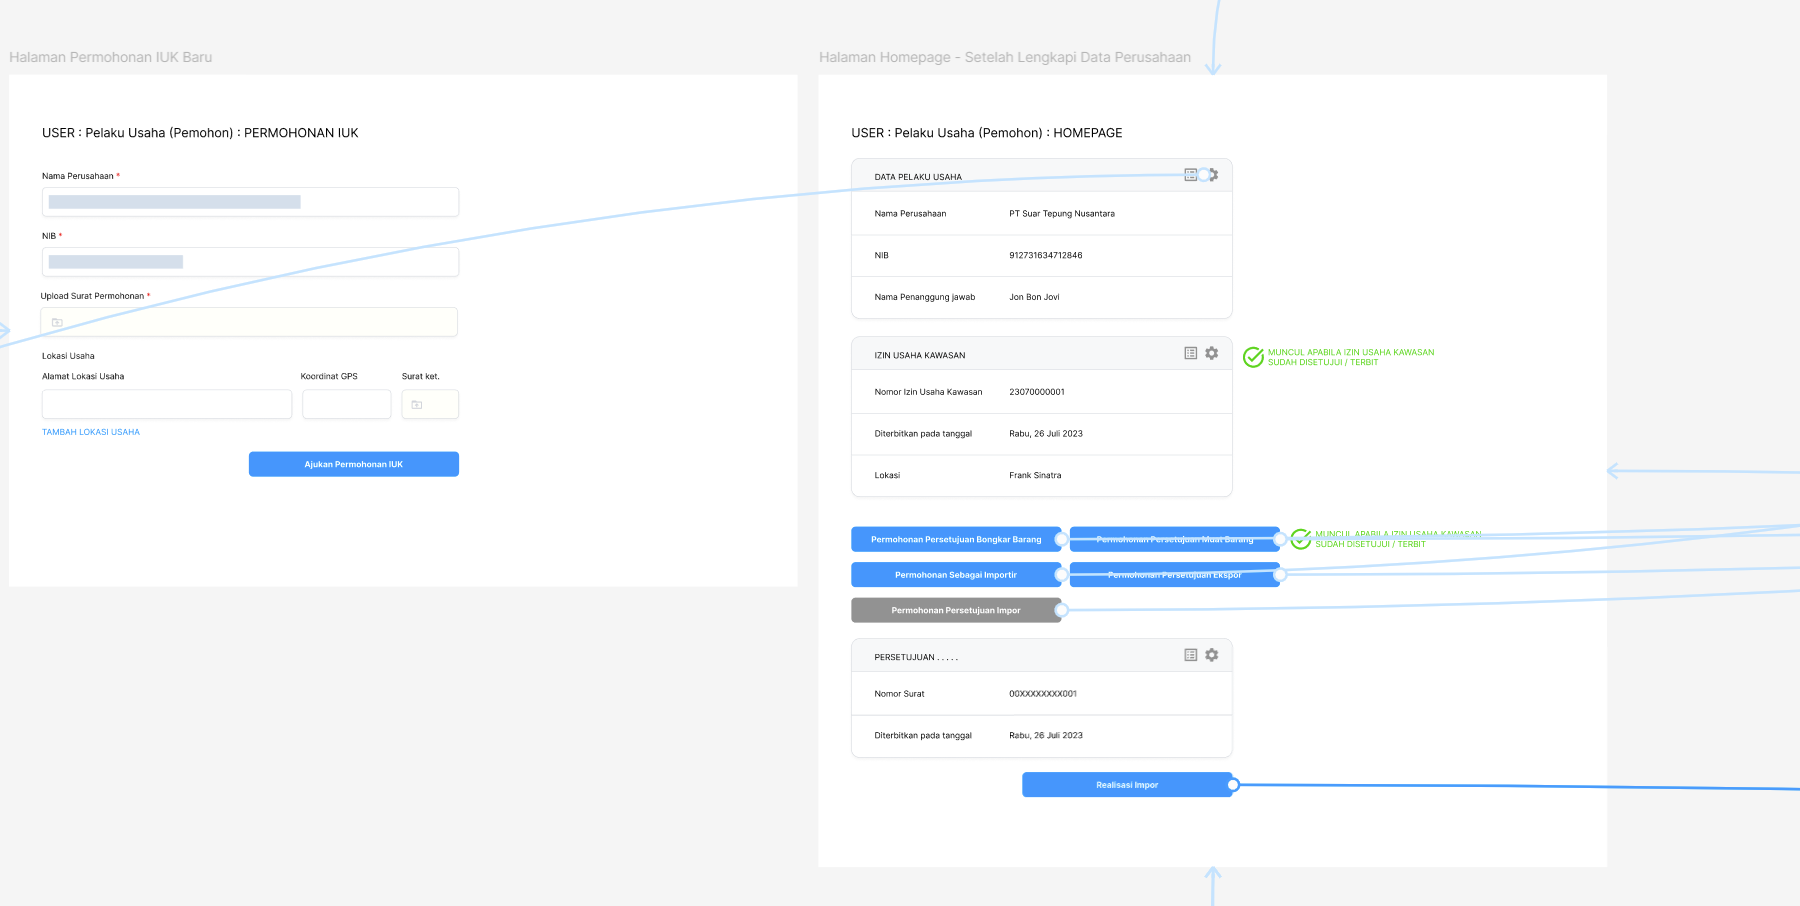 Halaman Permohonan IUK Baru
USER : Pelaku Usaha (Pemohon) : PERMOHONAN IUK
Nama Perusahaan *
NIB *
Upload Surat Permohonan *
Lokasi Usaha
Alamat Lokasi Usaha
Koordinat GPS
Surat ket.
TAMBAH LOKASI USAHA
Ajukan Permohonan IUK
Halaman Homepage - Setelah Lengkapi Data Perusahaan
USER : Pelaku Usaha (Pemohon) : HOMEPAGE
DATA PELAKU USAHA
Nama Perusahaan
PT Suar Tepung Nusantara
NIB
912731634712846
Nama Penanggung jawab
Jon Bon Jovi
IZIN USAHA KAWASAN
MUNCUL APABILA IZIN USAHA KAWASAN
SUDAH DISETUJUI / TERBIT
Nomor Izin Usaha Kawasan
23070000001
Diterbitkan pada tanggal
Rabu, 26 Juli 2023
Lokasi
Frank Sinatra
Permohonan Persetujuan Bongkar Barang
Permohonan Persetujuan Muat Barang
MUNCUL APABILA IZIN USAHA KAWASAN
SUDAH DISETUJUI / TERBIT
Permohonan Sebagai Importir
Permohonan Persetujuan Ekspor
Permohonan Persetujuan Impor
PERSETUJUAN . . . . .
Nomor Surat
00XXXXXXXX001
Diterbitkan pada tanggal
Rabu, 26 Juli 2023
Realisasi Impor